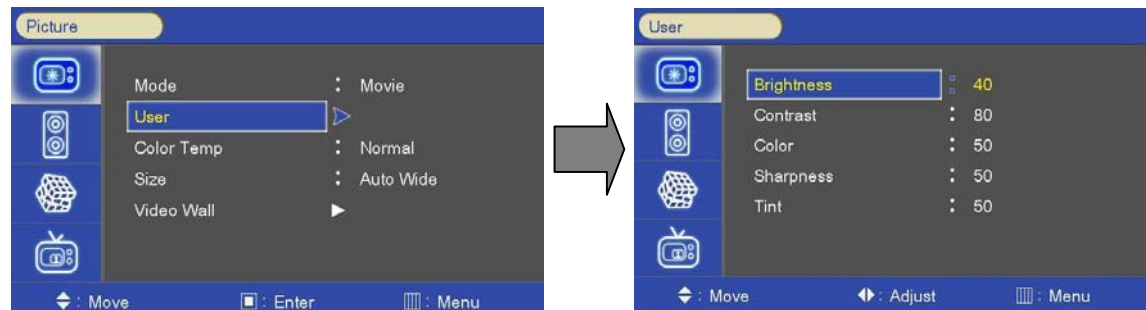 Picture
Mode : Movie
User
Color Temp : Normal
Size : Auto Wide
Video Wall
: Move : Enter : Menu
User
Brightness : 40
Contrast : 80
Color : 50
Sharpness : 50
Tint : 50
: Move : Adjust : Menu